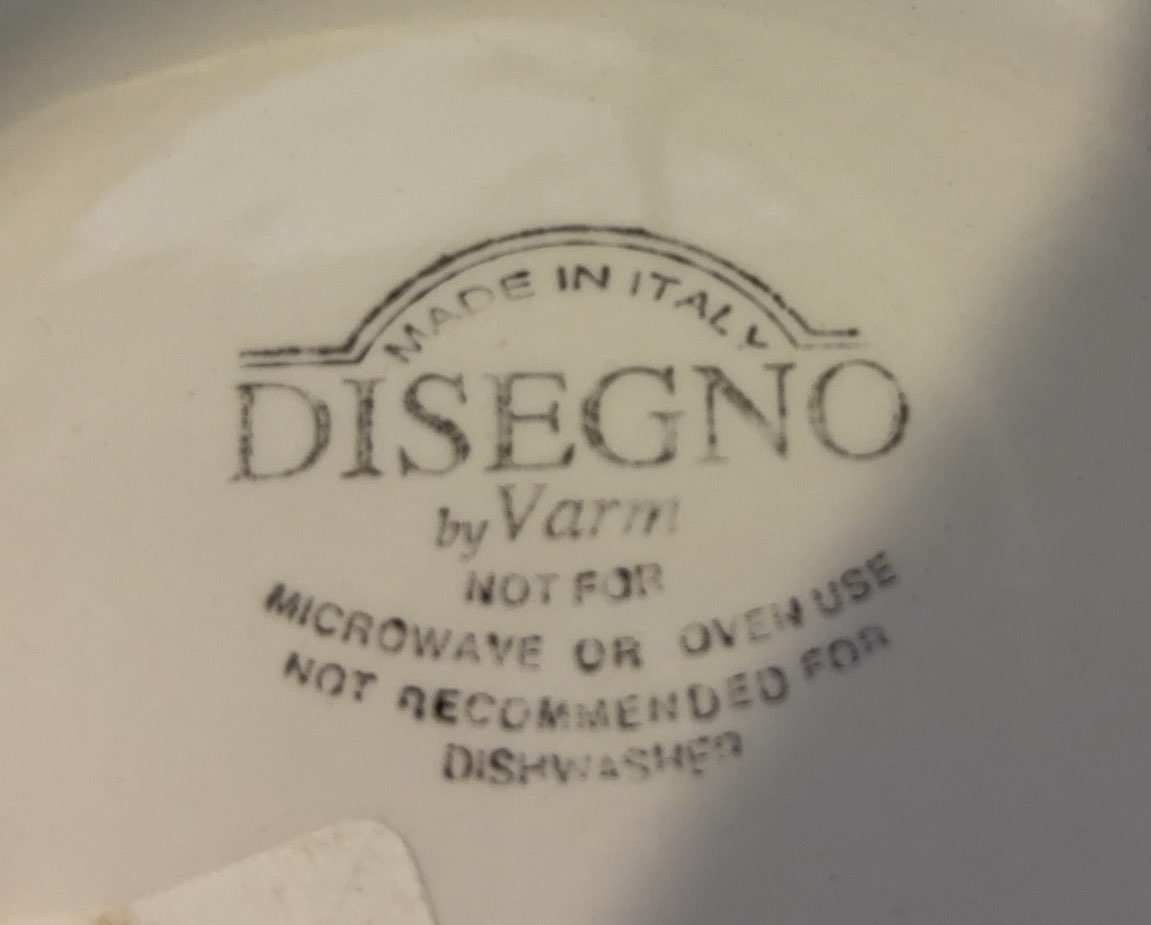 MADE IN ITALY
DISEGNO
by Varm
NOT FOR
MICROWAVE OR OVEN USE
NOT RECOMMENDED FOR
DISHWASHER